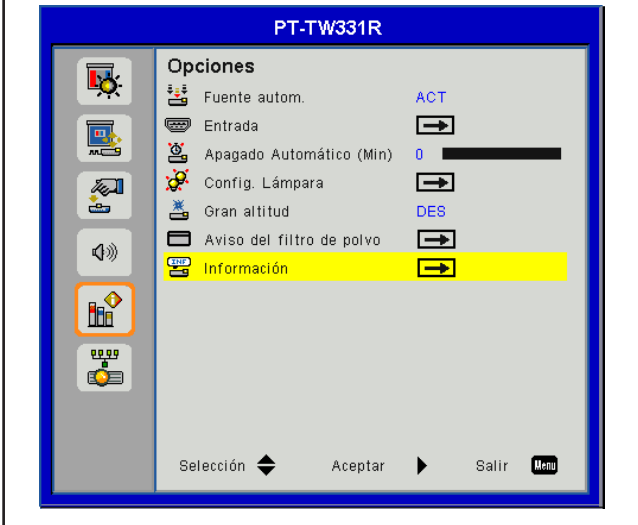 PT-TW331R
Opciones
Fuente autom. ACT
Entrada
Apagado Automático (Min) 0
Config. Lámpara
Gran altitud DES
Aviso del filtro de polvo
INF
Información
Selección Aceptar Salir Menu